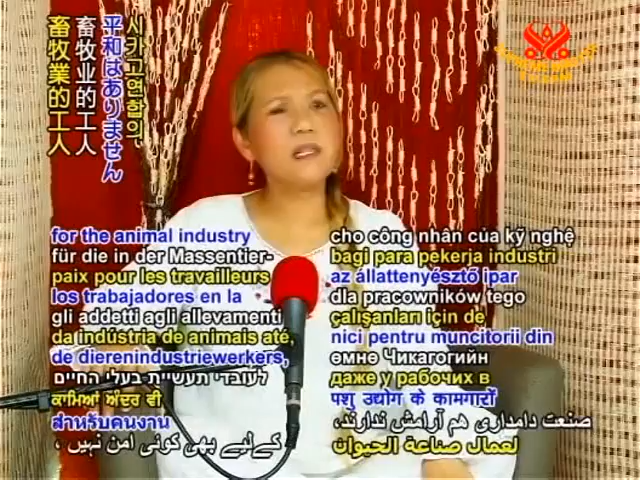 시카고연합의,
平和はありません
畜牧业的工人
畜牧業的工人
for the animal industry
für die in der Massentier-
paix pour les travailleurs
los trabajadores en la
gli addetti agli allevamenti,
da indústria de animais até,
de dierenindustriewerkers,
לעובדי תעשיית בעלי החיים
ਕਾਮਿਆਂ ਅੰਦਰ ਵੀ
สำหรับคนงาน
کےلیے بھی کوئی امن نہیں ،
cho công nhân của kỹ nghệ
bagi para pekerja industri
az állattenyésztő ipar
dla pracowników tego
çalışanları için de
nici pentru muncitorii din
өмнө Чикагогийн
даже у рабочих в
पशु उद्योग के कामगारों
صنعت دامداری هم آرامش ندارند،
لعمال صناعة الحيوان